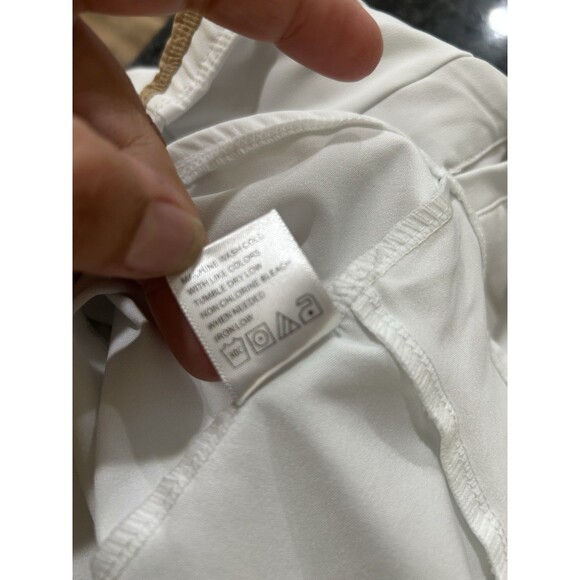 MACHINE WASH COLD
WITH LIKE COLORS
TUMBLE DRY LOW
NON CHLORINE BLEACH
WHEN NEEDED
IRON LOW